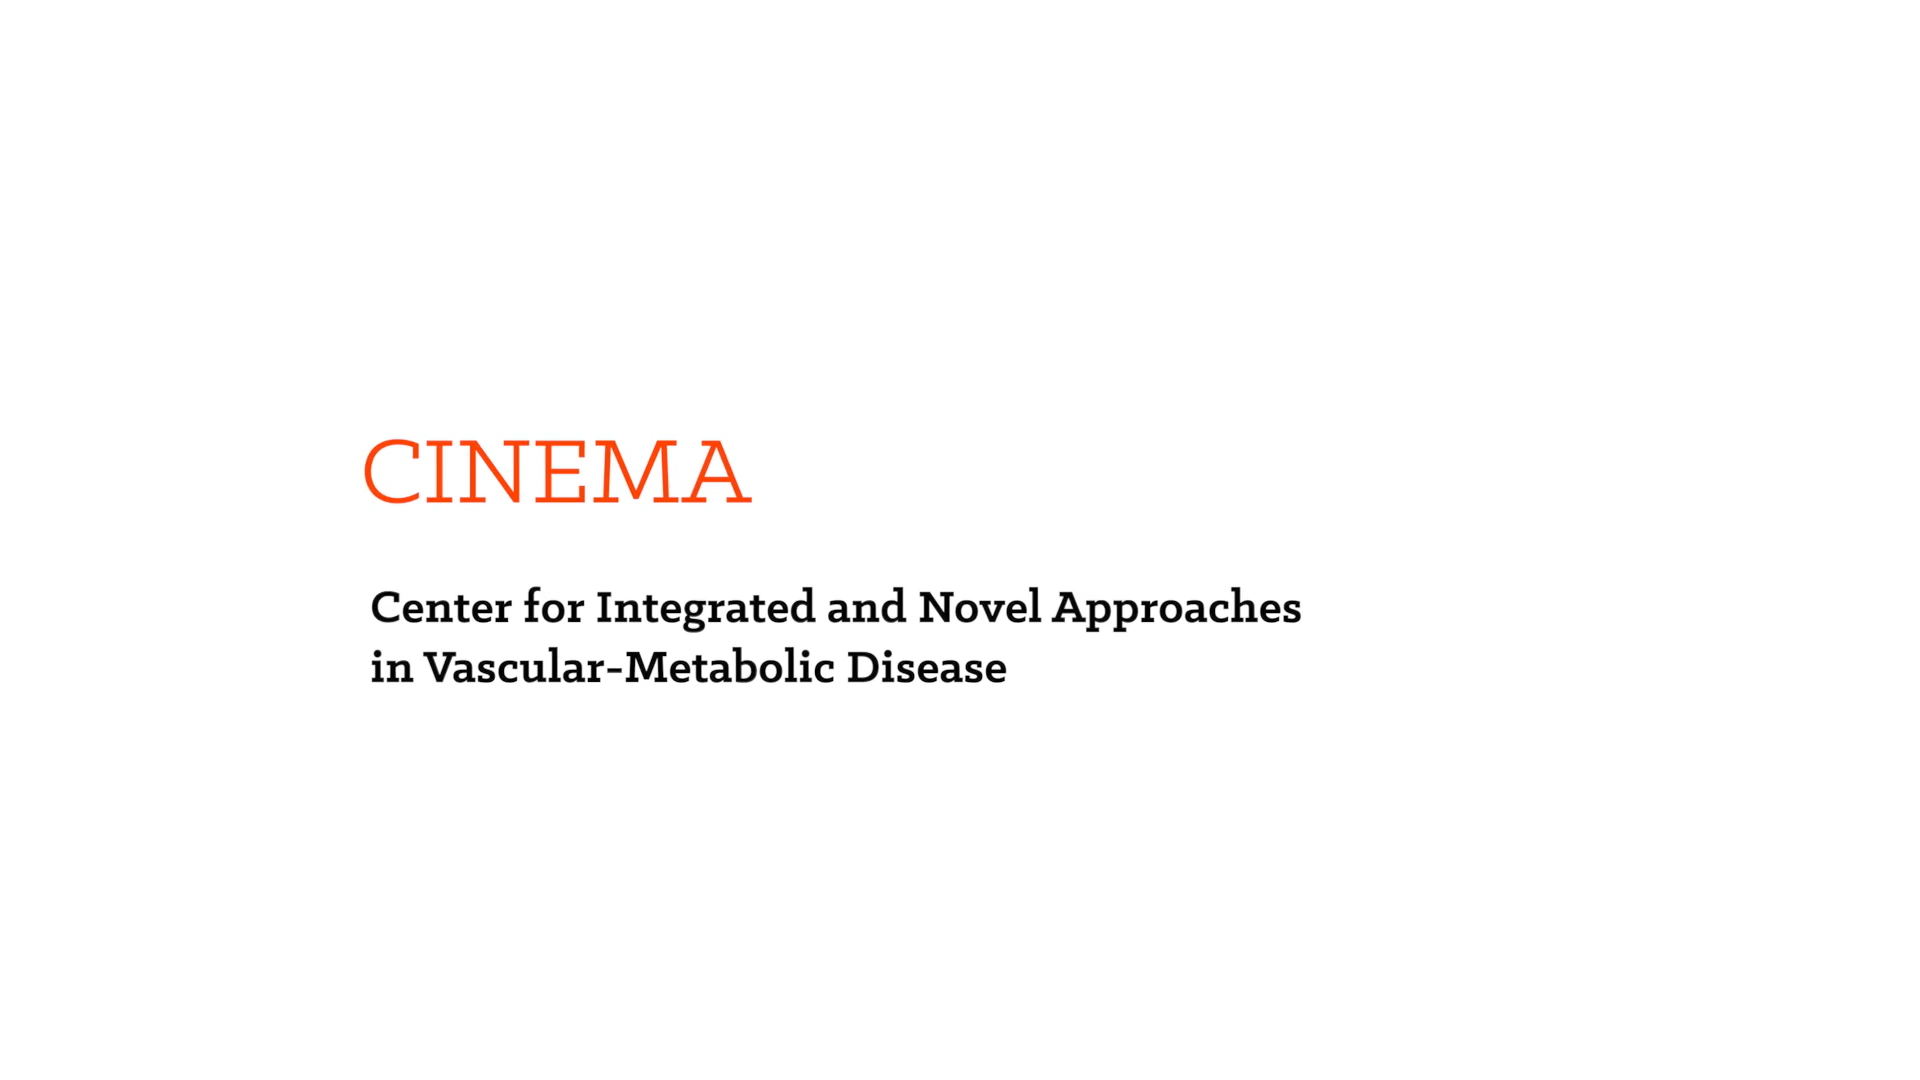 CINEMA
Center for Integrated and Novel Approaches
in Vascular-Metabolic Disease